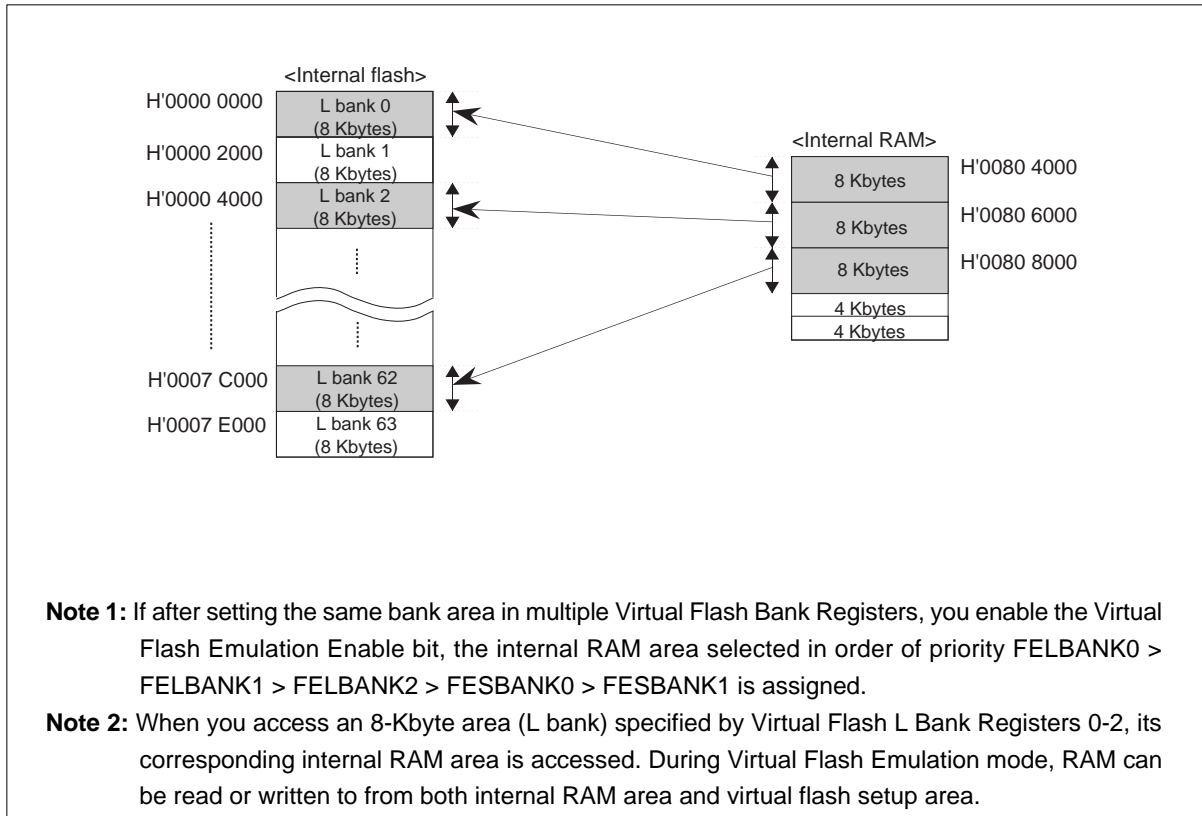 <Internal flash>
H'0000 0000
L bank 0
(8 Kbytes)
H'0000 2000
L bank 1
(8 Kbytes)
H'0000 4000
L bank 2
(8 Kbytes)
H'0007 C000
L bank 62
(8 Kbytes)
H'0007 E000
L bank 63
(8 Kbytes)
<Internal RAM>
8 Kbytes
H'0080 4000
8 Kbytes
H'0080 6000
8 Kbytes
H'0080 8000
4 Kbytes
4 Kbytes
Note 1: If after setting the same bank area in multiple Virtual Flash Bank Registers, you enable the Virtual
Flash Emulation Enable bit, the internal RAM area selected in order of priority FELBANK0 >
FELBANK1 > FELBANK2 > FESBANK0 > FESBANK1 is assigned.
Note 2: When you access an 8-Kbyte area (L bank) specified by Virtual Flash L Bank Registers 0-2, its
corresponding internal RAM area is accessed. During Virtual Flash Emulation mode, RAM can
be read or written to from both internal RAM area and virtual flash setup area.